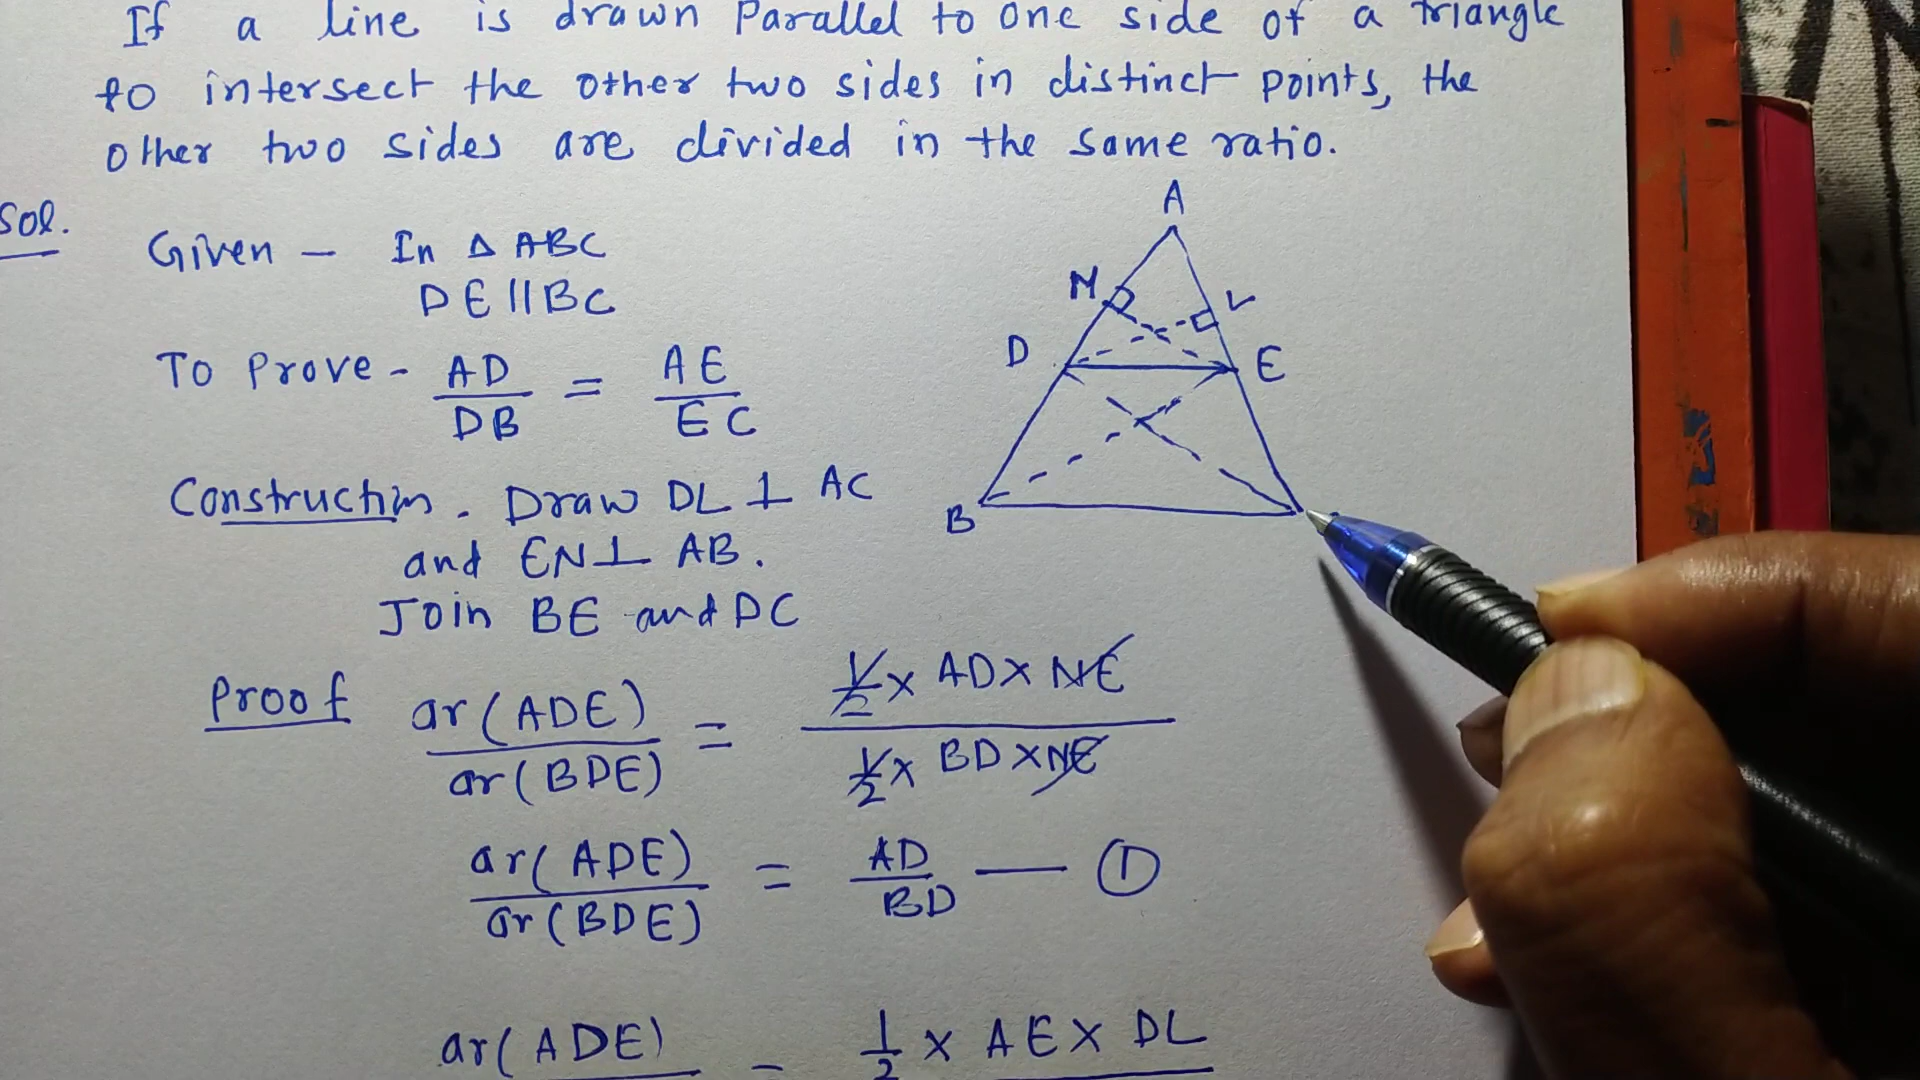 If a line is drawn Parallel to one side of a triangle
to intersect the other two sides in distinct points, the
other two sides are divided in the same ratio.
Sol.
Given - In Δ ABC
DE||BC
To Prove - AD/DB = AE/EC
Construction. Draw DL ⊥ AC
and EN ⊥ AB.
Join BE and DC
A
N
L
D
E
B
Proof ar(ADE)/ar(BDE) = 1/2 × AD × NE / 1/2 × BD × NE
ar(ADE)/ar(BDE) = AD/BD — ①
ar(ADE) = 1/2 × AE × DL